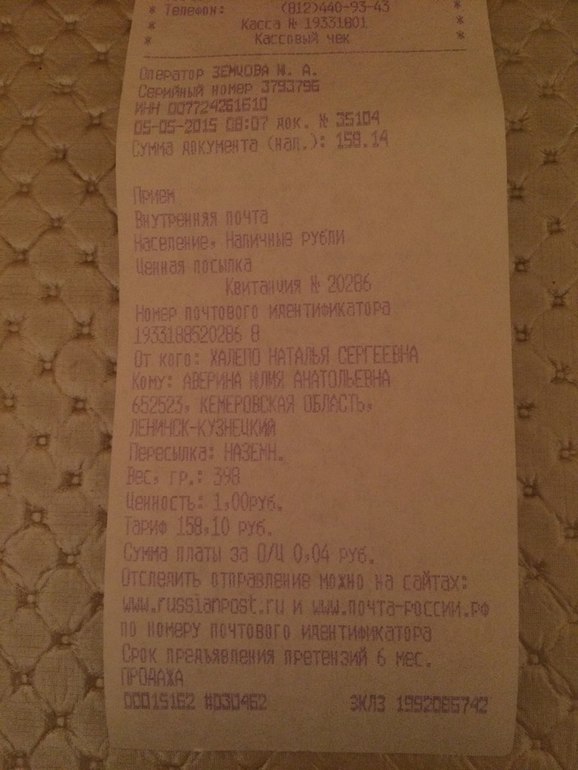 * Телефон: (812)440-93-43 *
* Касса № 19331801 *
* Кассовый чек *
Оператор ЗЕМЦОВА М. А.
Серийный номер 3793796
ИНН 007724261610
05-05-2015 08:07 док. № 35104
Сумма документа (нал.): 158.14
Прием
Внутренняя почта
Население, Наличные рубли
Ценная посылка
Квитанция № 20286
Номер почтового идентификатора
1933188520286 8
От кого: ХАЛЕПО НАТАЛЬЯ СЕРГЕЕВНА
Кому: АВЕРИНА ЮЛИЯ АНАТОЛЬЕВНА
652523, КЕМЕРОВСКАЯ ОБЛАСТЬ,
ЛЕНИНСК-КУЗНЕЦКИЙ
Пересылка: НАЗЕМН.
Вес, гр.: 398
Ценность: 1,00руб.
Тариф 158,10 руб.
Сумма платы за О/Ц 0,04 руб.
Отследить отправление можно на сайтах:
www.russianpost.ru и www.почта-россии.рф
по номеру почтового идентификатора
Срок предъявления претензий 6 мес.
ПРОДАЖА
00015162 #030462 ЭКЛЗ 1992085742